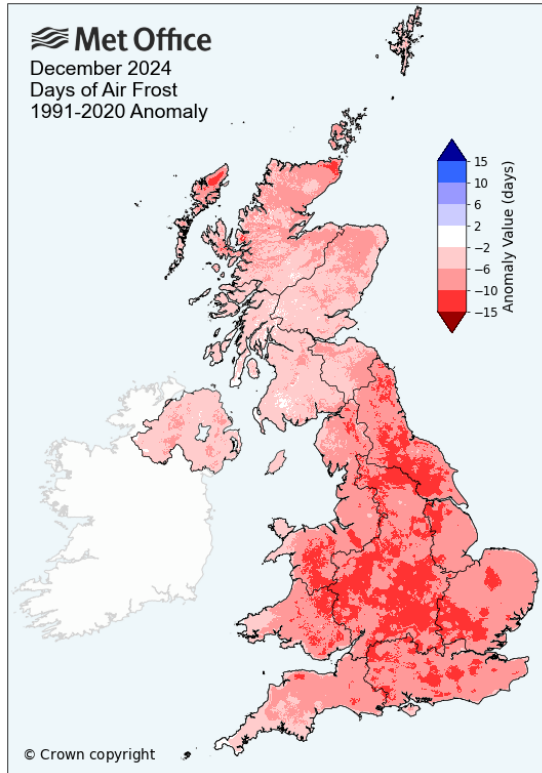 Met Office
December 2024
Days of Air Frost
1991-2020 Anomaly
15
10
6
2
−2
−6
−10
−15
Anomaly Value (days)
© Crown copyright